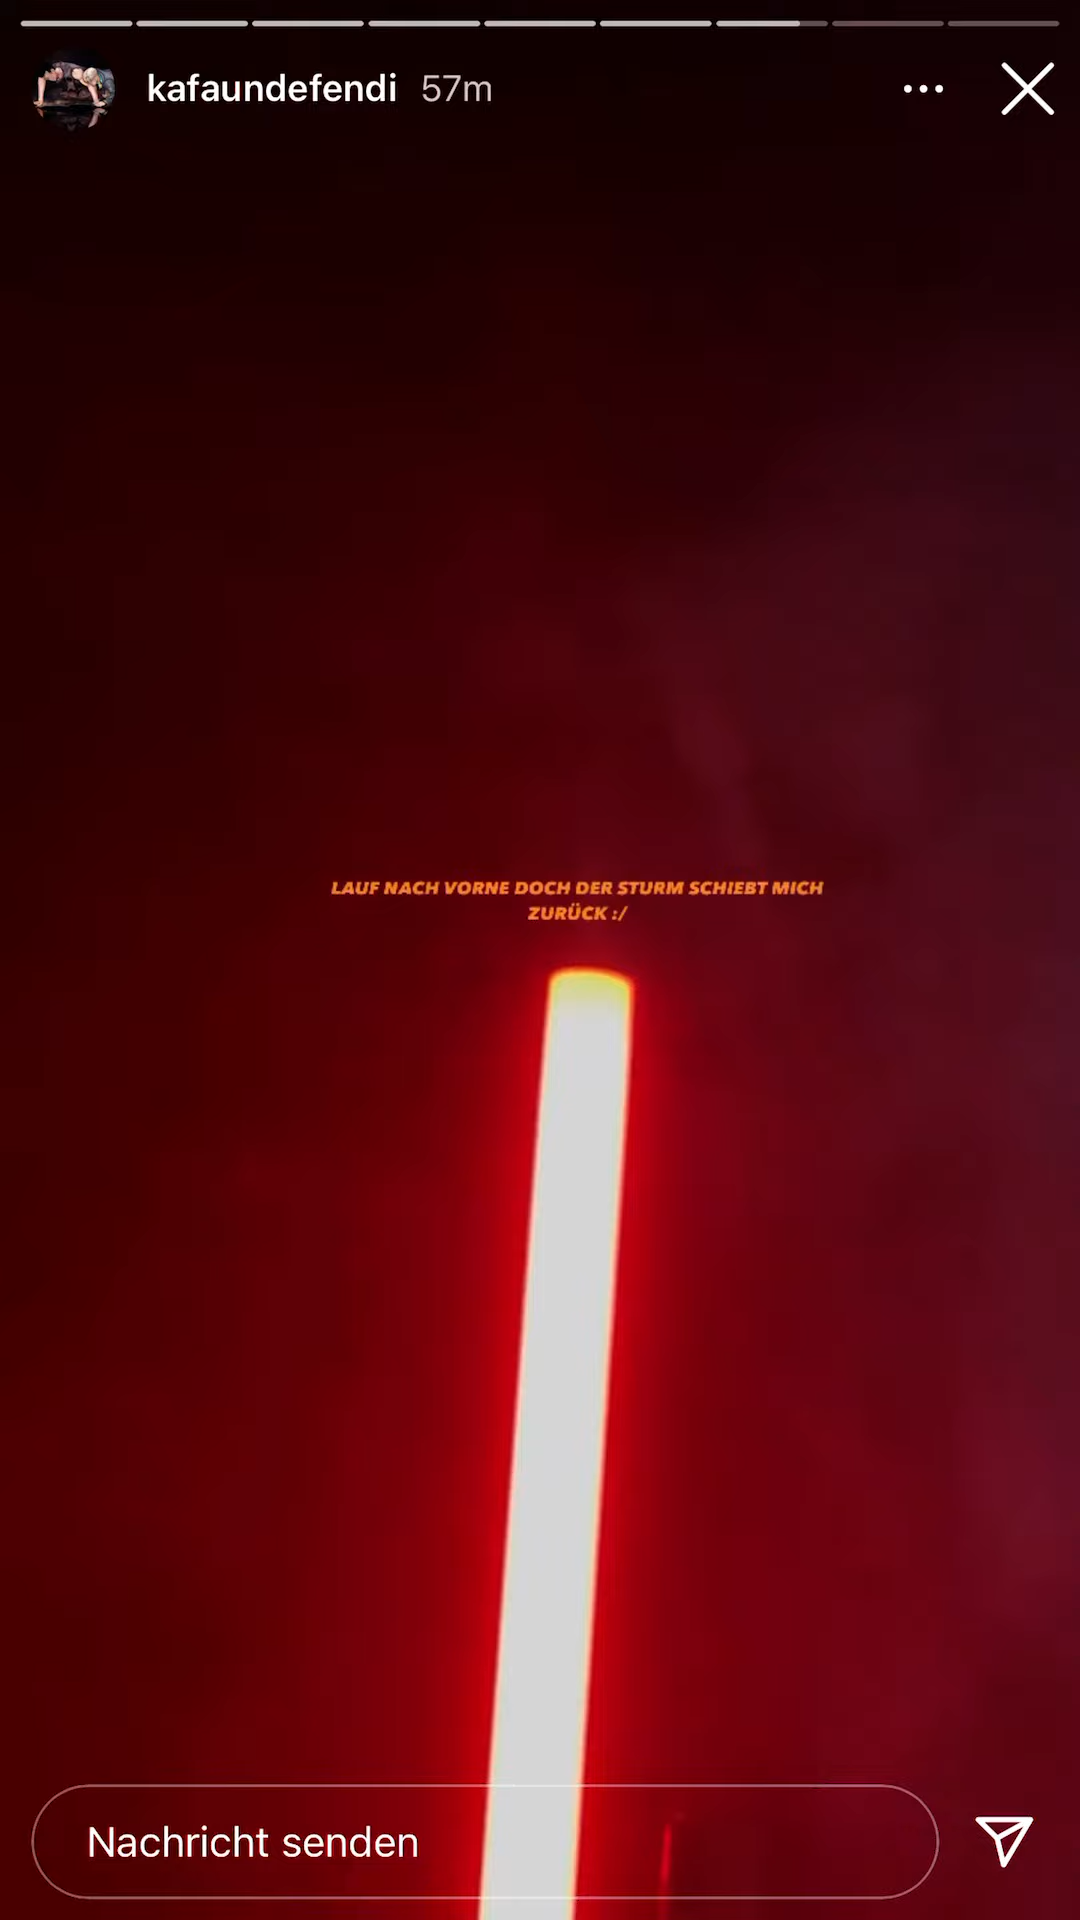 kafaundefendi 57m
LAUF NACH VORNE DOCH DER STURM SCHIEBT MICH
ZURÜCK :/
Nachricht senden